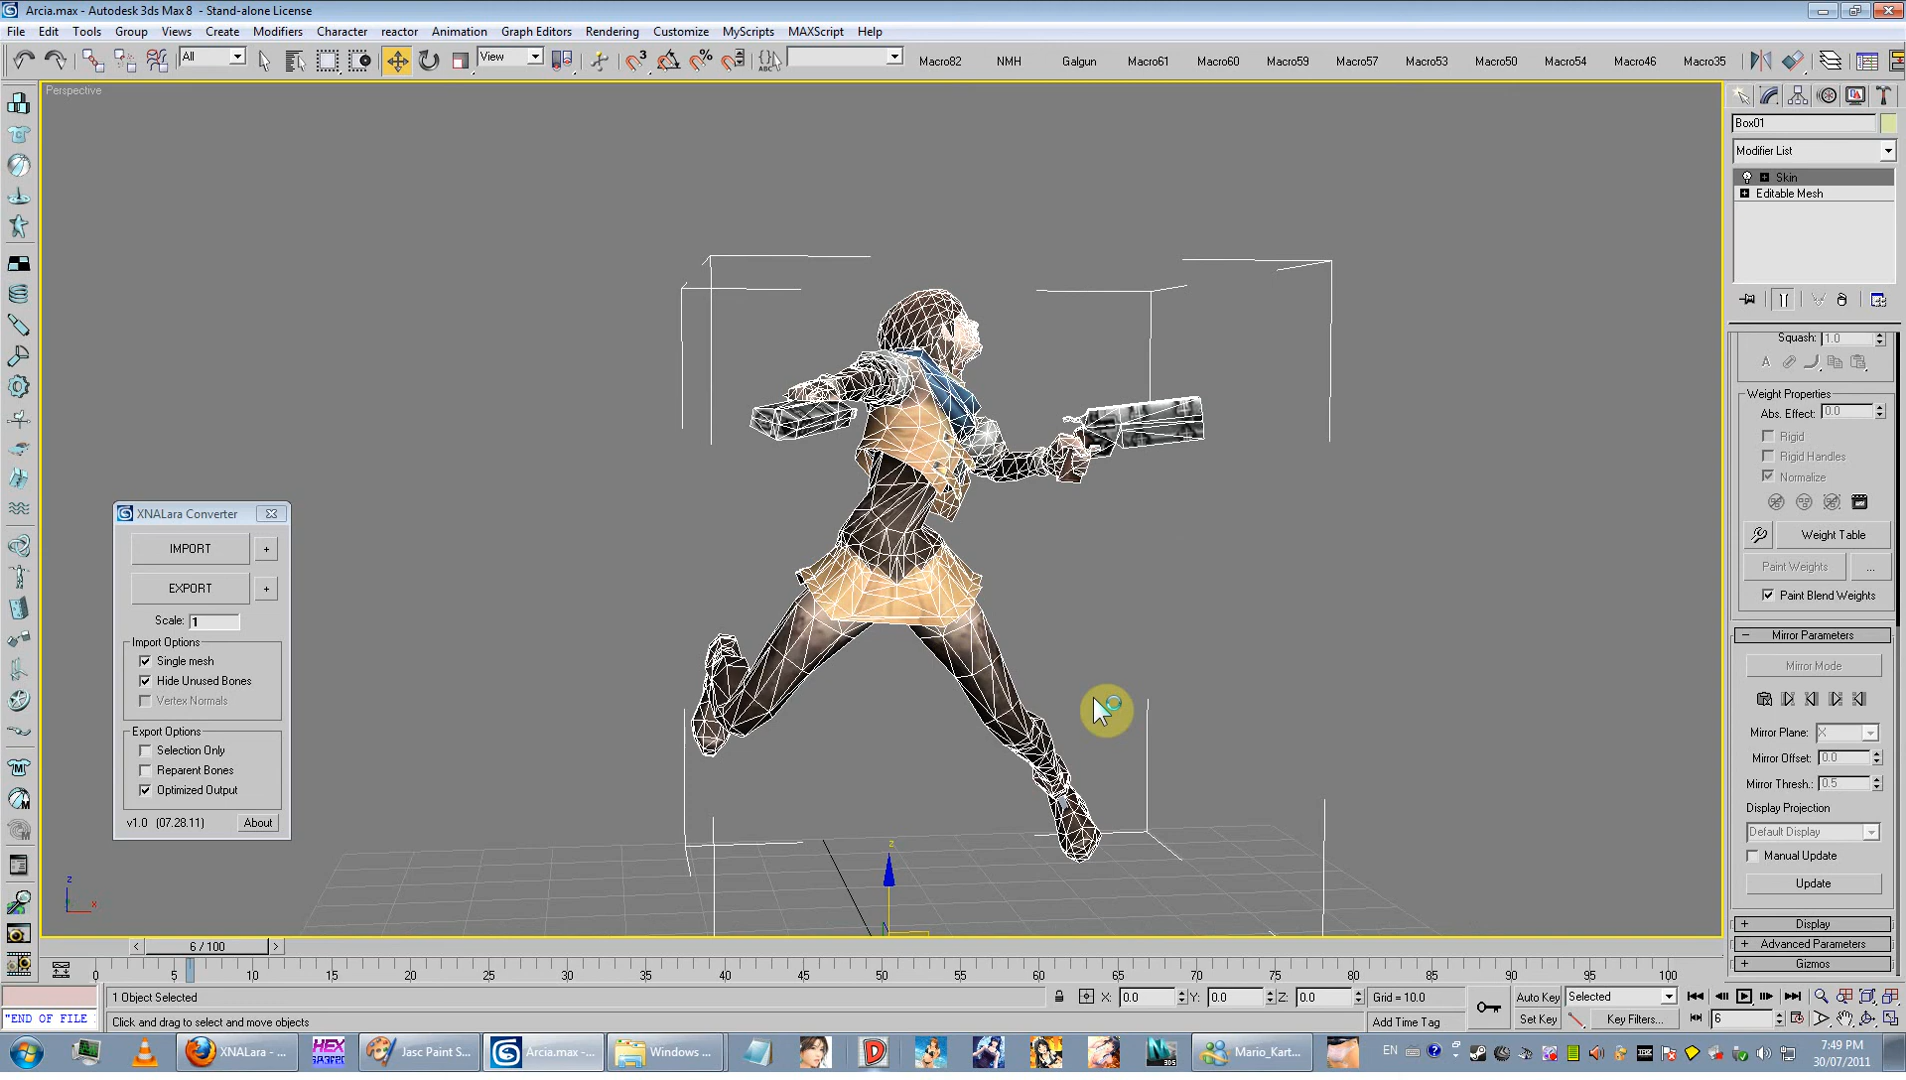 Arcia.max - Autodesk 3ds Max 8 - Stand-alone License
File Edit Tools Group Views Create Modifiers Character reactor Animation Graph Editors Rendering Customize MyScripts MAXScript Help
All View Macro82 NMH Galgun Macro61 Macro60 Macro59 Macro57 Macro53 Macro50 Macro54 Macro46 Macro35
Perspective
Box01
Modifier List
Skin
Editable Mesh
Squash: 1.0
Weight Properties
Abs. Effect: 0.0
Rigid
Rigid Handles
Normalize
Weight Table
Paint Weights ...
Paint Blend Weights
Mirror Parameters
Mirror Mode
Mirror Plane: X
Mirror Offset: 0.0
Mirror Thresh.: 0.5
Display Projection
Default Display
Manual Update
Update
Display
Advanced Parameters
Gizmos
XNALara Converter
IMPORT +
EXPORT +
Scale: 1
Import Options
Single mesh
Hide Unused Bones
Vertex Normals
Export Options
Selection Only
Reparent Bones
Optimized Output
v1.0 (07.28.11) About
z
x
z
6 / 100
0 5 10 15 20 25 30 35 40 45 50 55 60 65 70 75 80 85 90 95 100
1 Object Selected X: 0.0 Y: 0.0 Z: 0.0 Grid = 10.0 Auto Key Selected
"END OF FILE Click and drag to select and move objects Add Time Tag Set Key Key Filters... 6
XNALara - ... HEX Jasc Paint S... Arcia.max -... Windows ... Mario_Kart... EN 7:49 PM
30/07/2011